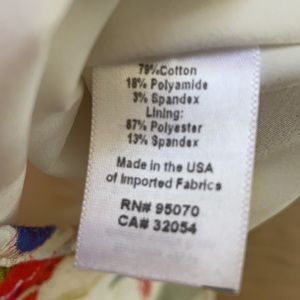 79%Cotton
18% Polyamide
3% Spandex
Lining:
87% Polyester
13% Spandex
Made in the USA
of Imported Fabrics
RN# 95070
CA# 32054